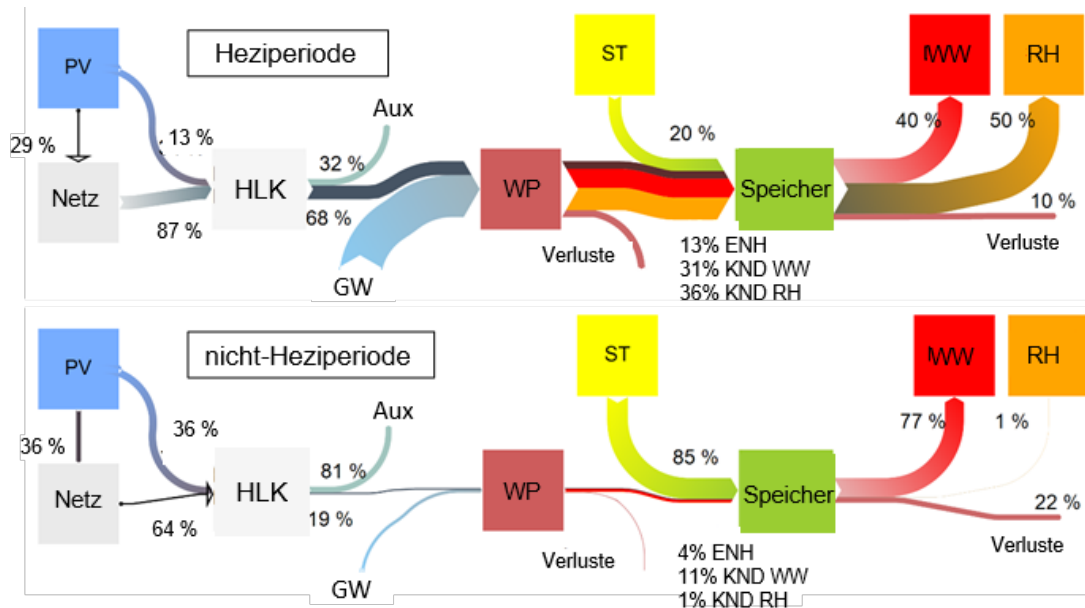 PV
Heziperiode
ST
WW
RH
Aux
29 %
13 %
20 %
40 %
50 %
32 %
Netz
HLK
WP
Speicher
87 %
68 %
10 %
Verluste
Verluste
GW
13% ENH
31% KND WW
36% KND RH
PV
nicht-Heziperiode
ST
WW
RH
Aux
36 %
36 %
77 %
1 %
81 %
85 %
Netz
HLK
WP
Speicher
64 %
19 %
22 %
Verluste
Verluste
GW
4% ENH
11% KND WW
1% KND RH